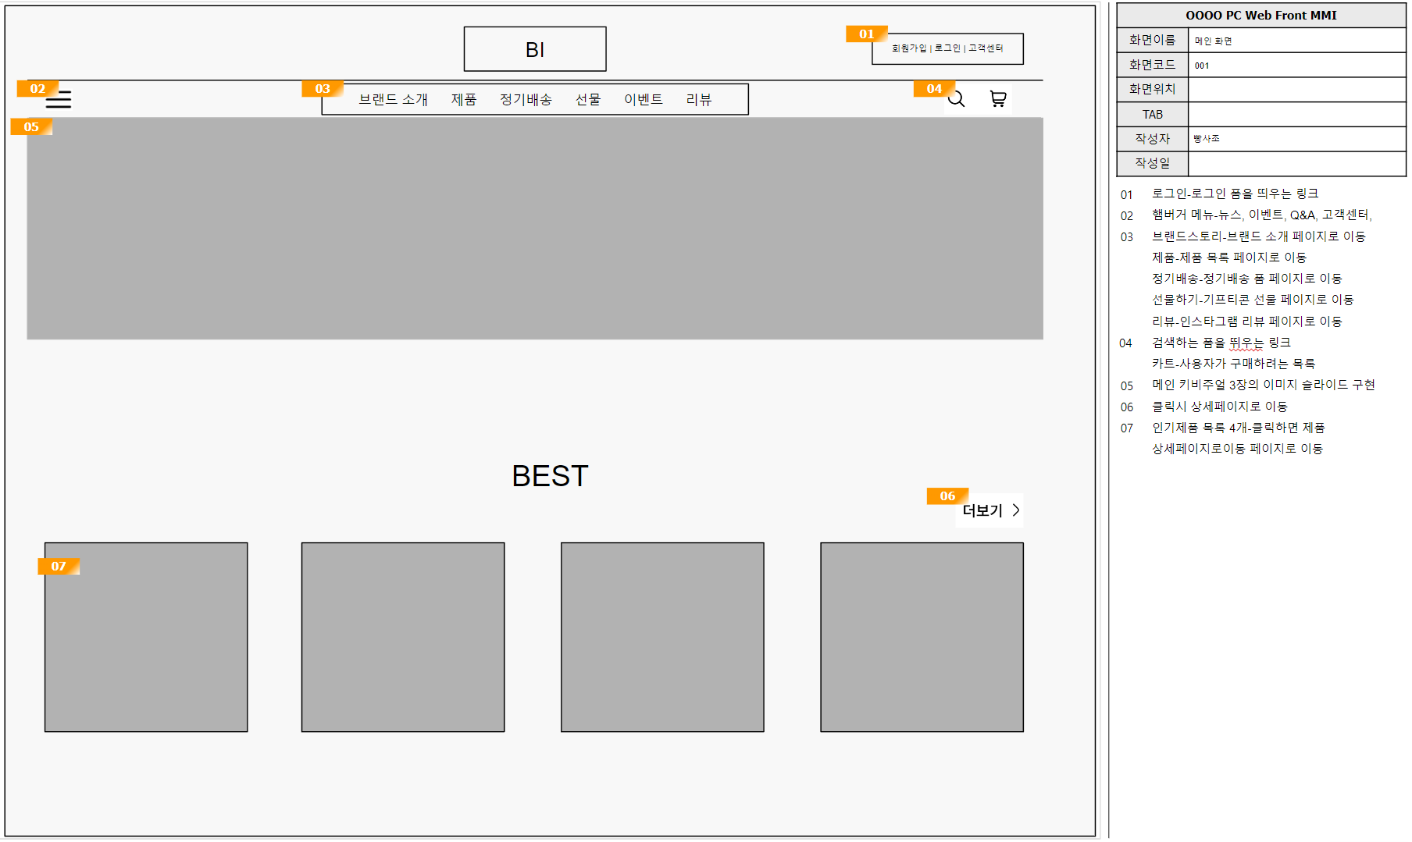 BI
01
회원가입 | 로그인 | 고객센터
02
03
브랜드 소개 제품 정기배송 선물 이벤트 리뷰
04
05
BEST
06
더보기
07
OOOO PC Web Front MMI
화면이름 메인 화면
화면코드 001
화면위치
TAB
작성자 빵사조
작성일
01 로그인-로그인 폼을 띄우는 링크
02 햄버거 메뉴-뉴스, 이벤트, Q&A, 고객센터,
03 브랜드스토리-브랜드 소개 페이지로 이동
제품-제품 목록 페이지로 이동
정기배송-정기배송 폼 페이지로 이동
선물하기-기프티콘 선물 페이지로 이동
리뷰-인스타그램 리뷰 페이지로 이동
04 검색하는 폼을 뛰우는 링크
카트-사용자가 구매하려는 목록
05 메인 키비주얼 3장의 이미지 슬라이드 구현
06 클릭시 상세페이지로 이동
07 인기제품 목록 4개-클릭하면 제품
상세페이지로이동 페이지로 이동